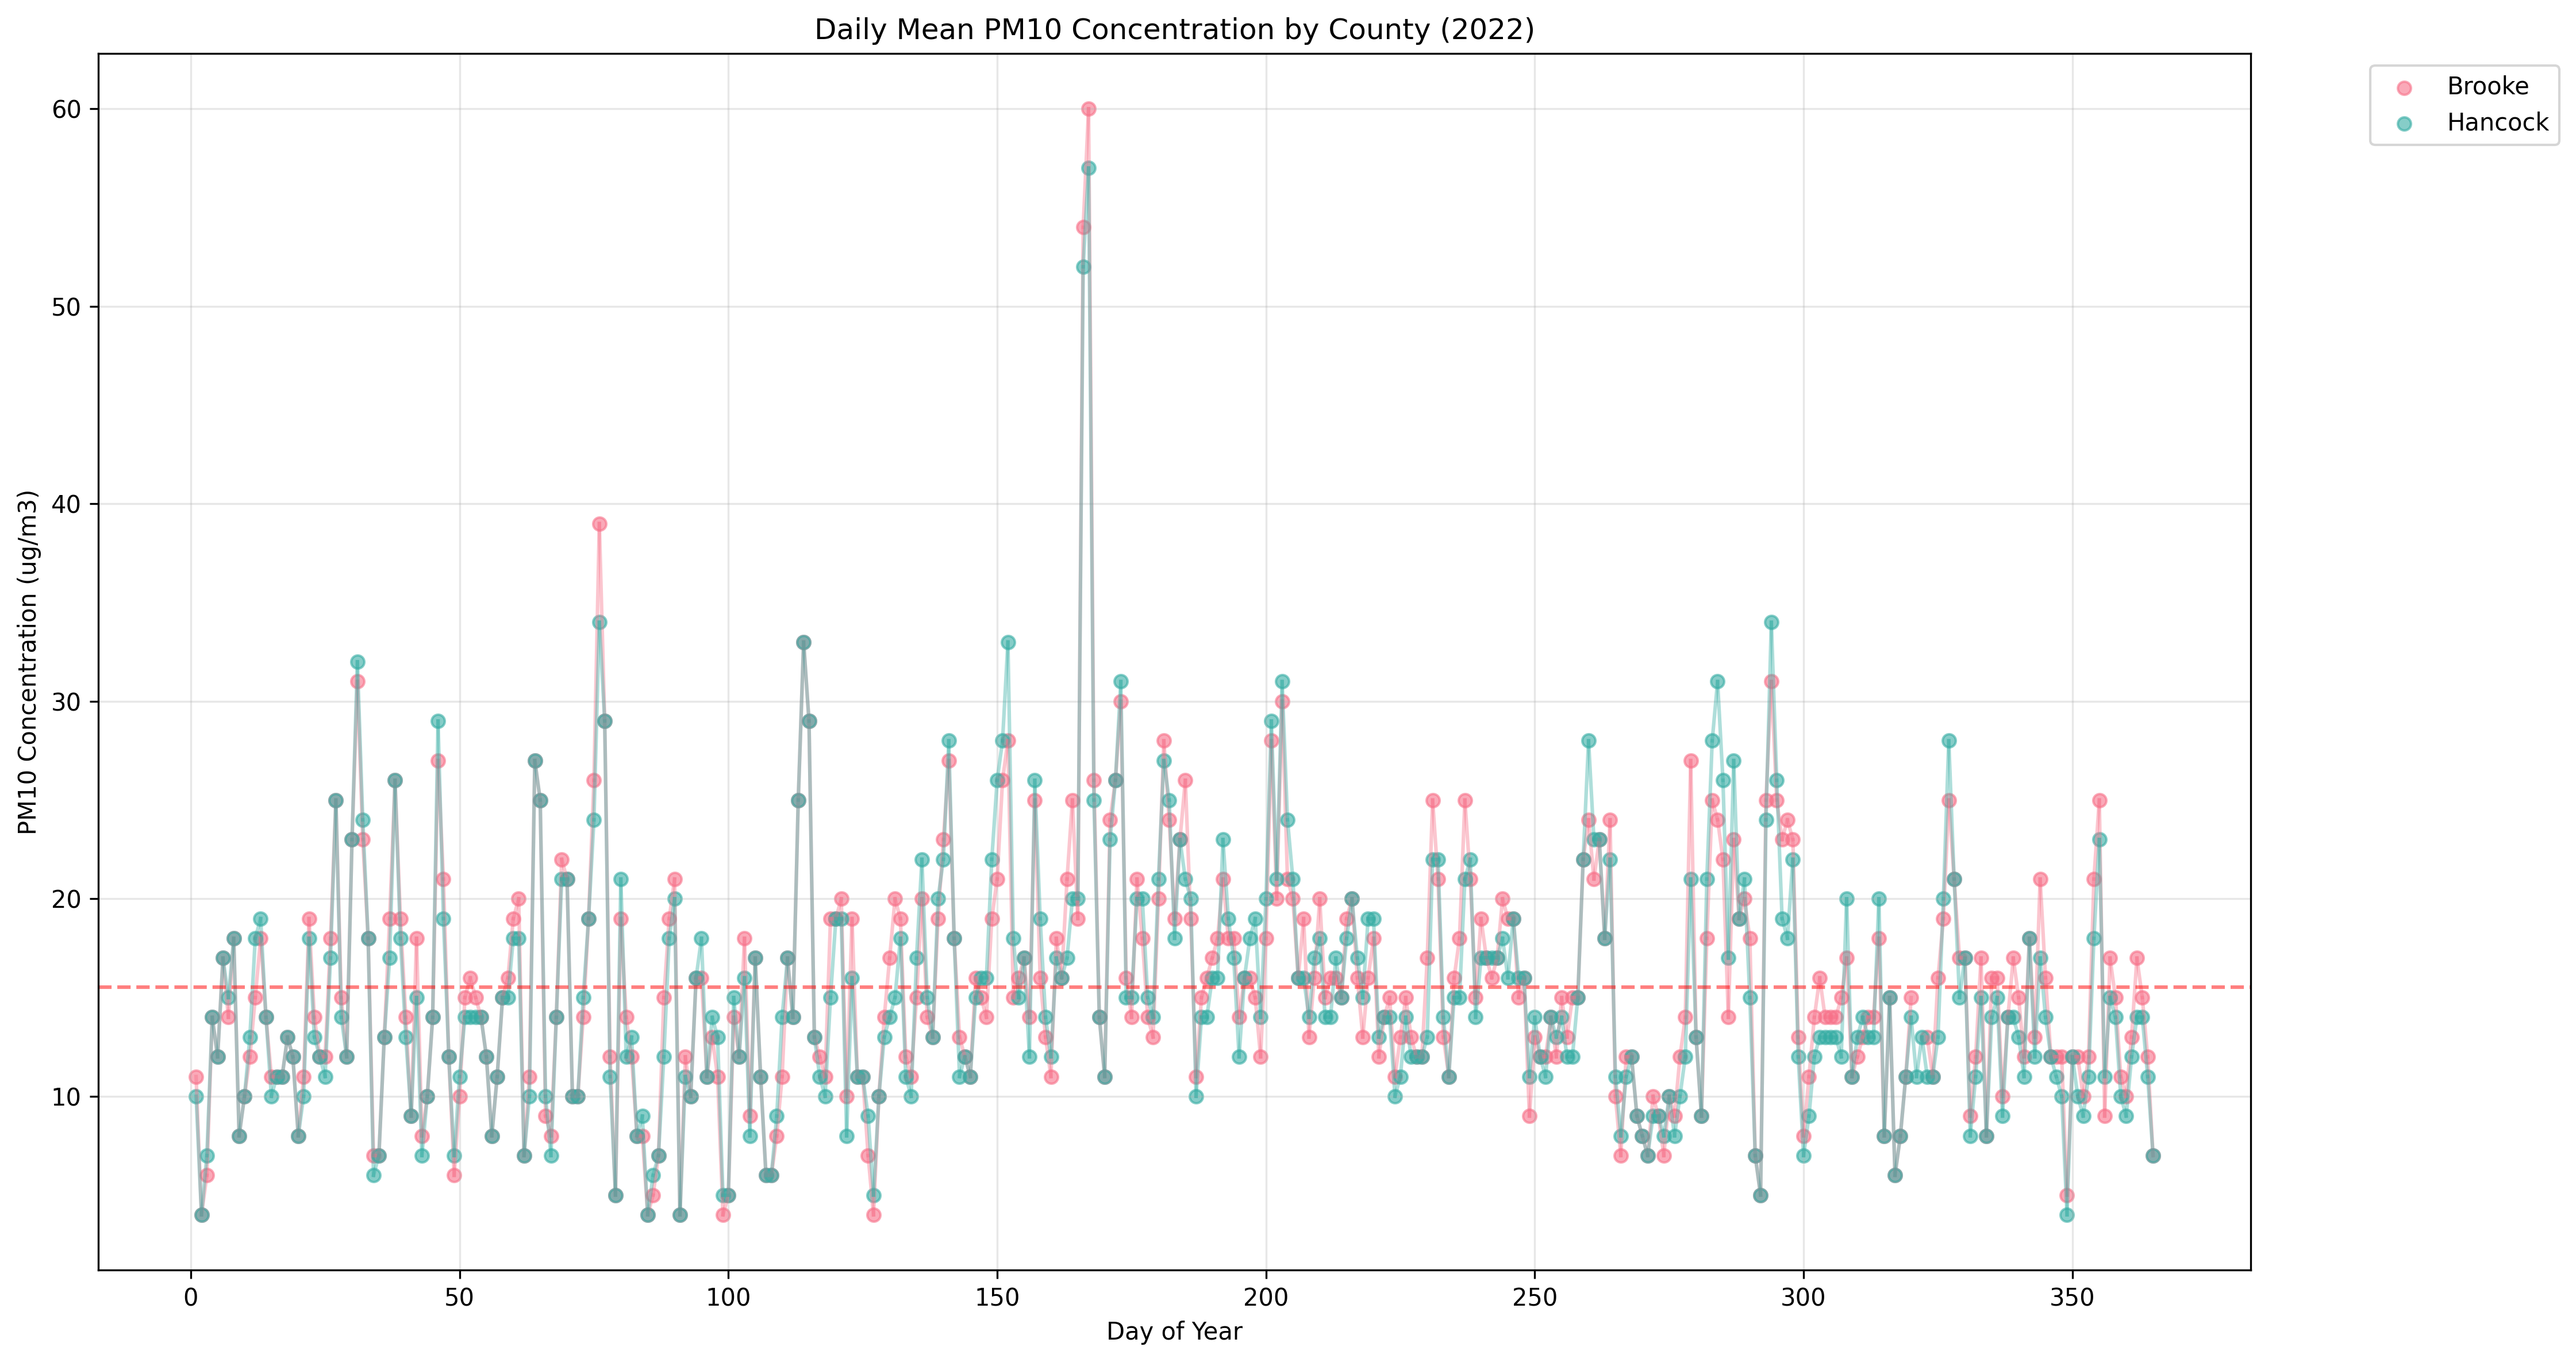 Daily Mean PM10 Concentration by County (2022)
Brooke
Hancock
PM10 Concentration (ug/m3)
60
50
40
30
20
10
0 50 100 150 200 250 300 350
Day of Year